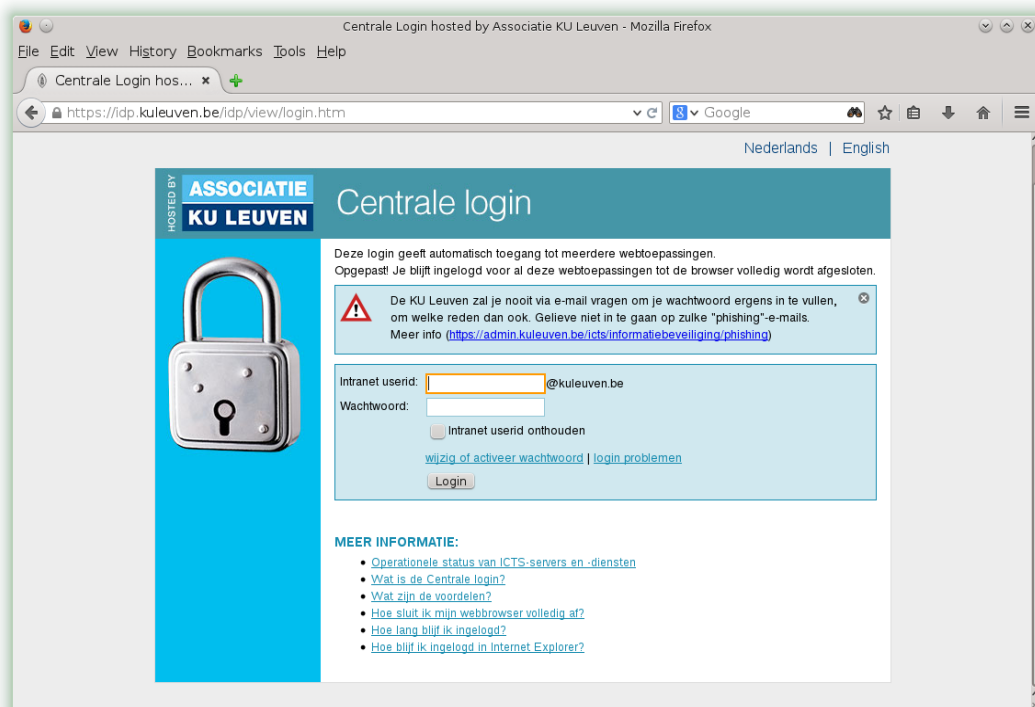 Centrale Login hosted by Associatie KU Leuven - Mozilla Firefox
File Edit View History Bookmarks Tools Help
Centrale Login hos...
https://idp.kuleuven.be/idp/view/login.htm
Google
Nederlands | English
HOSTED BY
ASSOCIATIE
KU LEUVEN
Centrale login
Deze login geeft automatisch toegang tot meerdere webtoepassingen.
Opgepast! Je blijft ingelogd voor al deze webtoepassingen tot de browser volledig wordt afgesloten.
De KU Leuven zal je nooit via e-mail vragen om je wachtwoord ergens in te vullen,
om welke reden dan ook. Gelieve niet in te gaan op zulke "phishing"-e-mails.
Meer info (https://admin.kuleuven.be/icts/informatiebeveiliging/phishing)
Intranet userid: @kuleuven.be
Wachtwoord:
Intranet userid onthouden
wijzig of activeer wachtwoord | login problemen
Login
MEER INFORMATIE:
• Operationele status van ICTS-servers en -diensten
• Wat is de Centrale login?
• Wat zijn de voordelen?
• Hoe sluit ik mijn webbrowser volledig af?
• Hoe lang blijf ik ingelogd?
• Hoe blijf ik ingelogd in Internet Explorer?